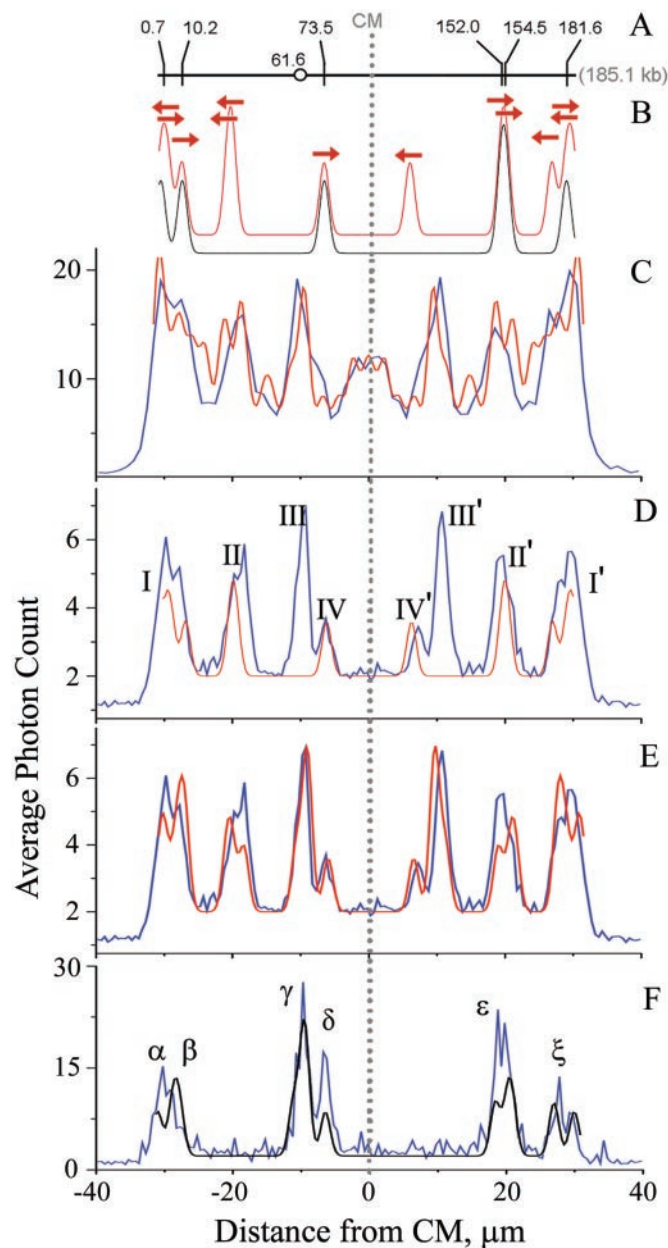 CM
A
0.7 10.2 73.5 152.0 154.5 181.6
61.6
(185.1 kb)
B
C
20
10
D
I II III IV IV' III' II' I'
6
4
2
E
6
4
2
F
α β γ δ ε ξ
30
15
0
-40 -20 0 20 40
Average Photon Count
Distance from CM, μm